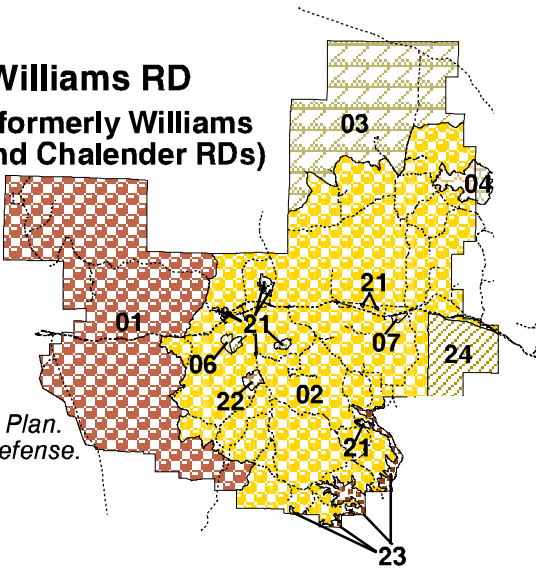 Williams RD
formerly Williams
nd Chalender RDs)
03
04
21
01
21
07
06
24
22
02
Plan.
efense.
21
23